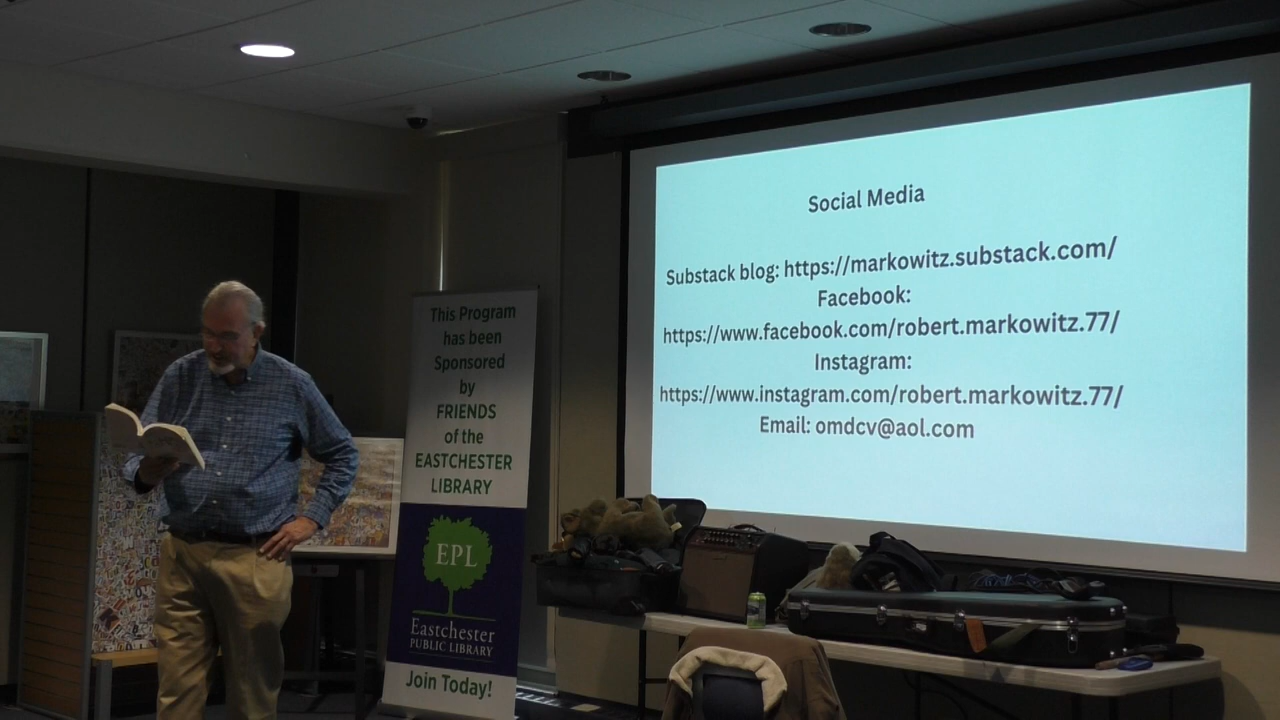 This Program
has been
Sponsored
by
FRIENDS
of the
EASTCHESTER
LIBRARY
EPL
Eastchester
PUBLIC LIBRARY
Join Today!
Social Media
Substack blog: https://markowitz.substack.com/
Facebook:
https://www.facebook.com/robert.markowitz.77/
Instagram:
https://www.instagram.com/robert.markowitz.77/
Email: omdcv@aol.com